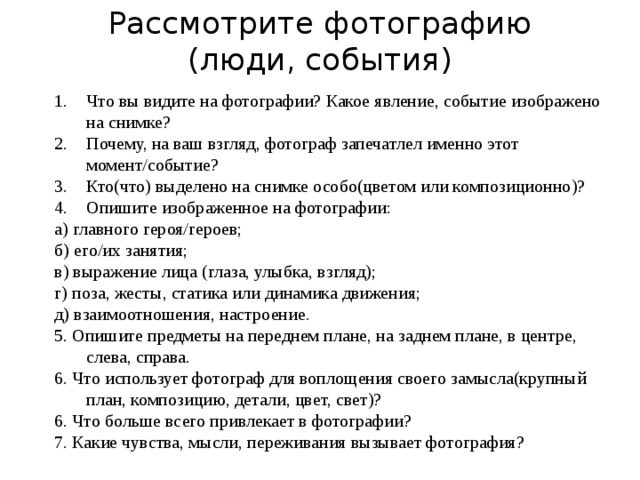 Рассмотрите фотографию
(люди, события)
1. Что вы видите на фотографии? Какое явление, событие изображено
на снимке?
2. Почему, на ваш взгляд, фотограф запечатлел именно этот
момент/событие?
3. Кто(что) выделено на снимке особо(цветом или композиционно)?
4. Опишите изображенное на фотографии:
а) главного героя/героев;
б) его/их занятия;
в) выражение лица (глаза, улыбка, взгляд);
г) поза, жесты, статика или динамика движения;
д) взаимоотношения, настроение.
5. Опишите предметы на переднем плане, на заднем плане, в центре,
слева, справа.
6. Что использует фотограф для воплощения своего замысла(крупный
план, композицию, детали, цвет, свет)?
6. Что больше всего привлекает в фотографии?
7. Какие чувства, мысли, переживания вызывает фотография?